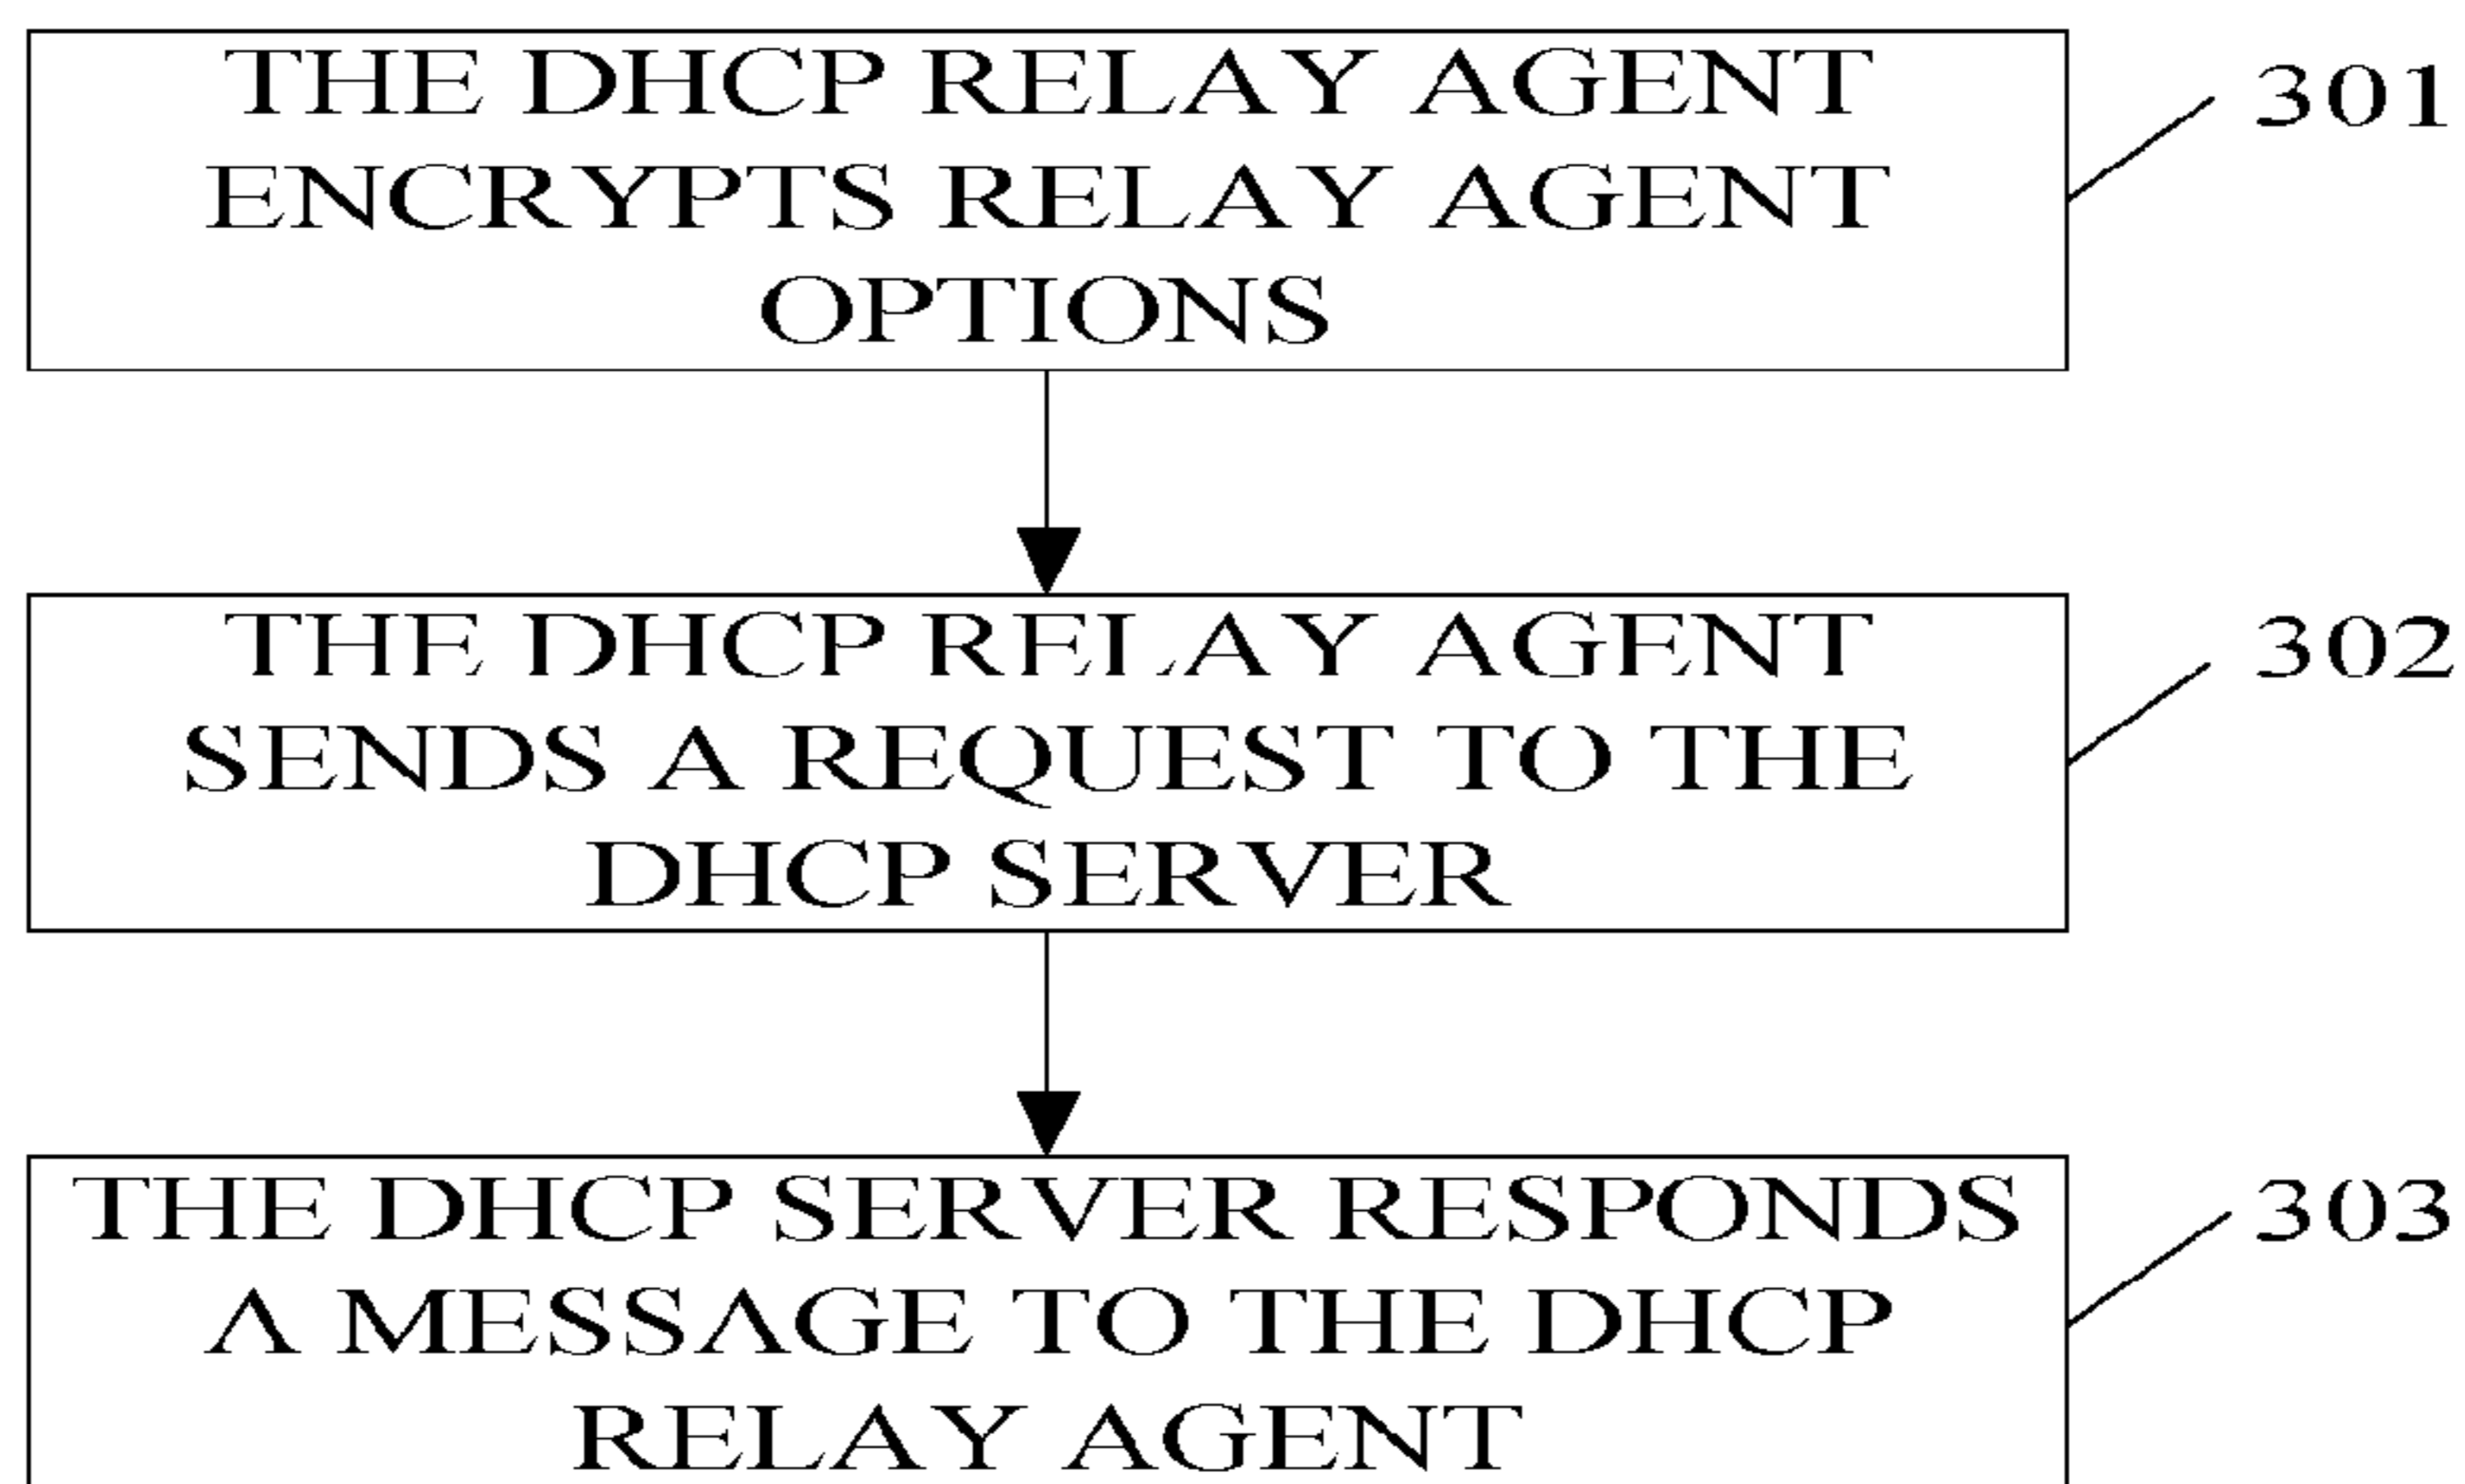 THE DHCP RELAY AGENT
ENCRYPTS RELAY AGENT
OPTIONS
301
THE DHCP RELAY AGENT
SENDS A REQUEST TO THE
DHCP SERVER
302
THE DHCP SERVER RESPONDS
A MESSAGE TO THE DHCP
RELAY AGENT
303